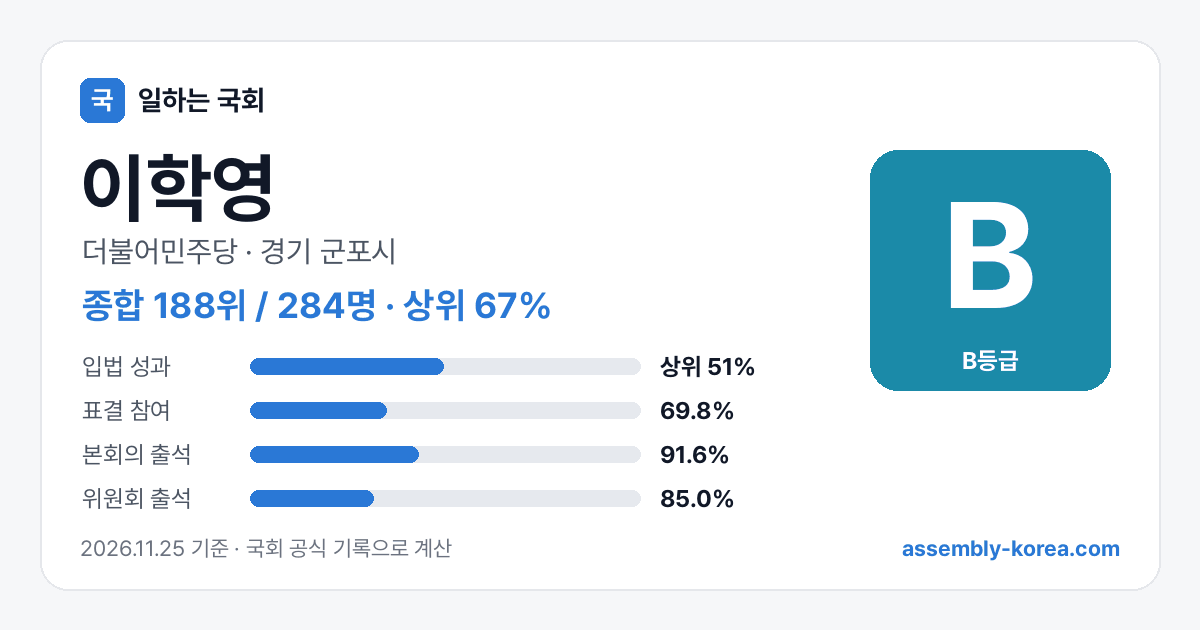 국 일하는 국회
이학영
더불어민주당 · 경기 군포시
종합 188위 / 284명 · 상위 67%
B
B등급
입법 성과 상위 51%
표결 참여 69.8%
본회의 출석 91.6%
위원회 출석 85.0%
2026.11.25 기준 · 국회 공식 기록으로 계산
assembly-korea.com